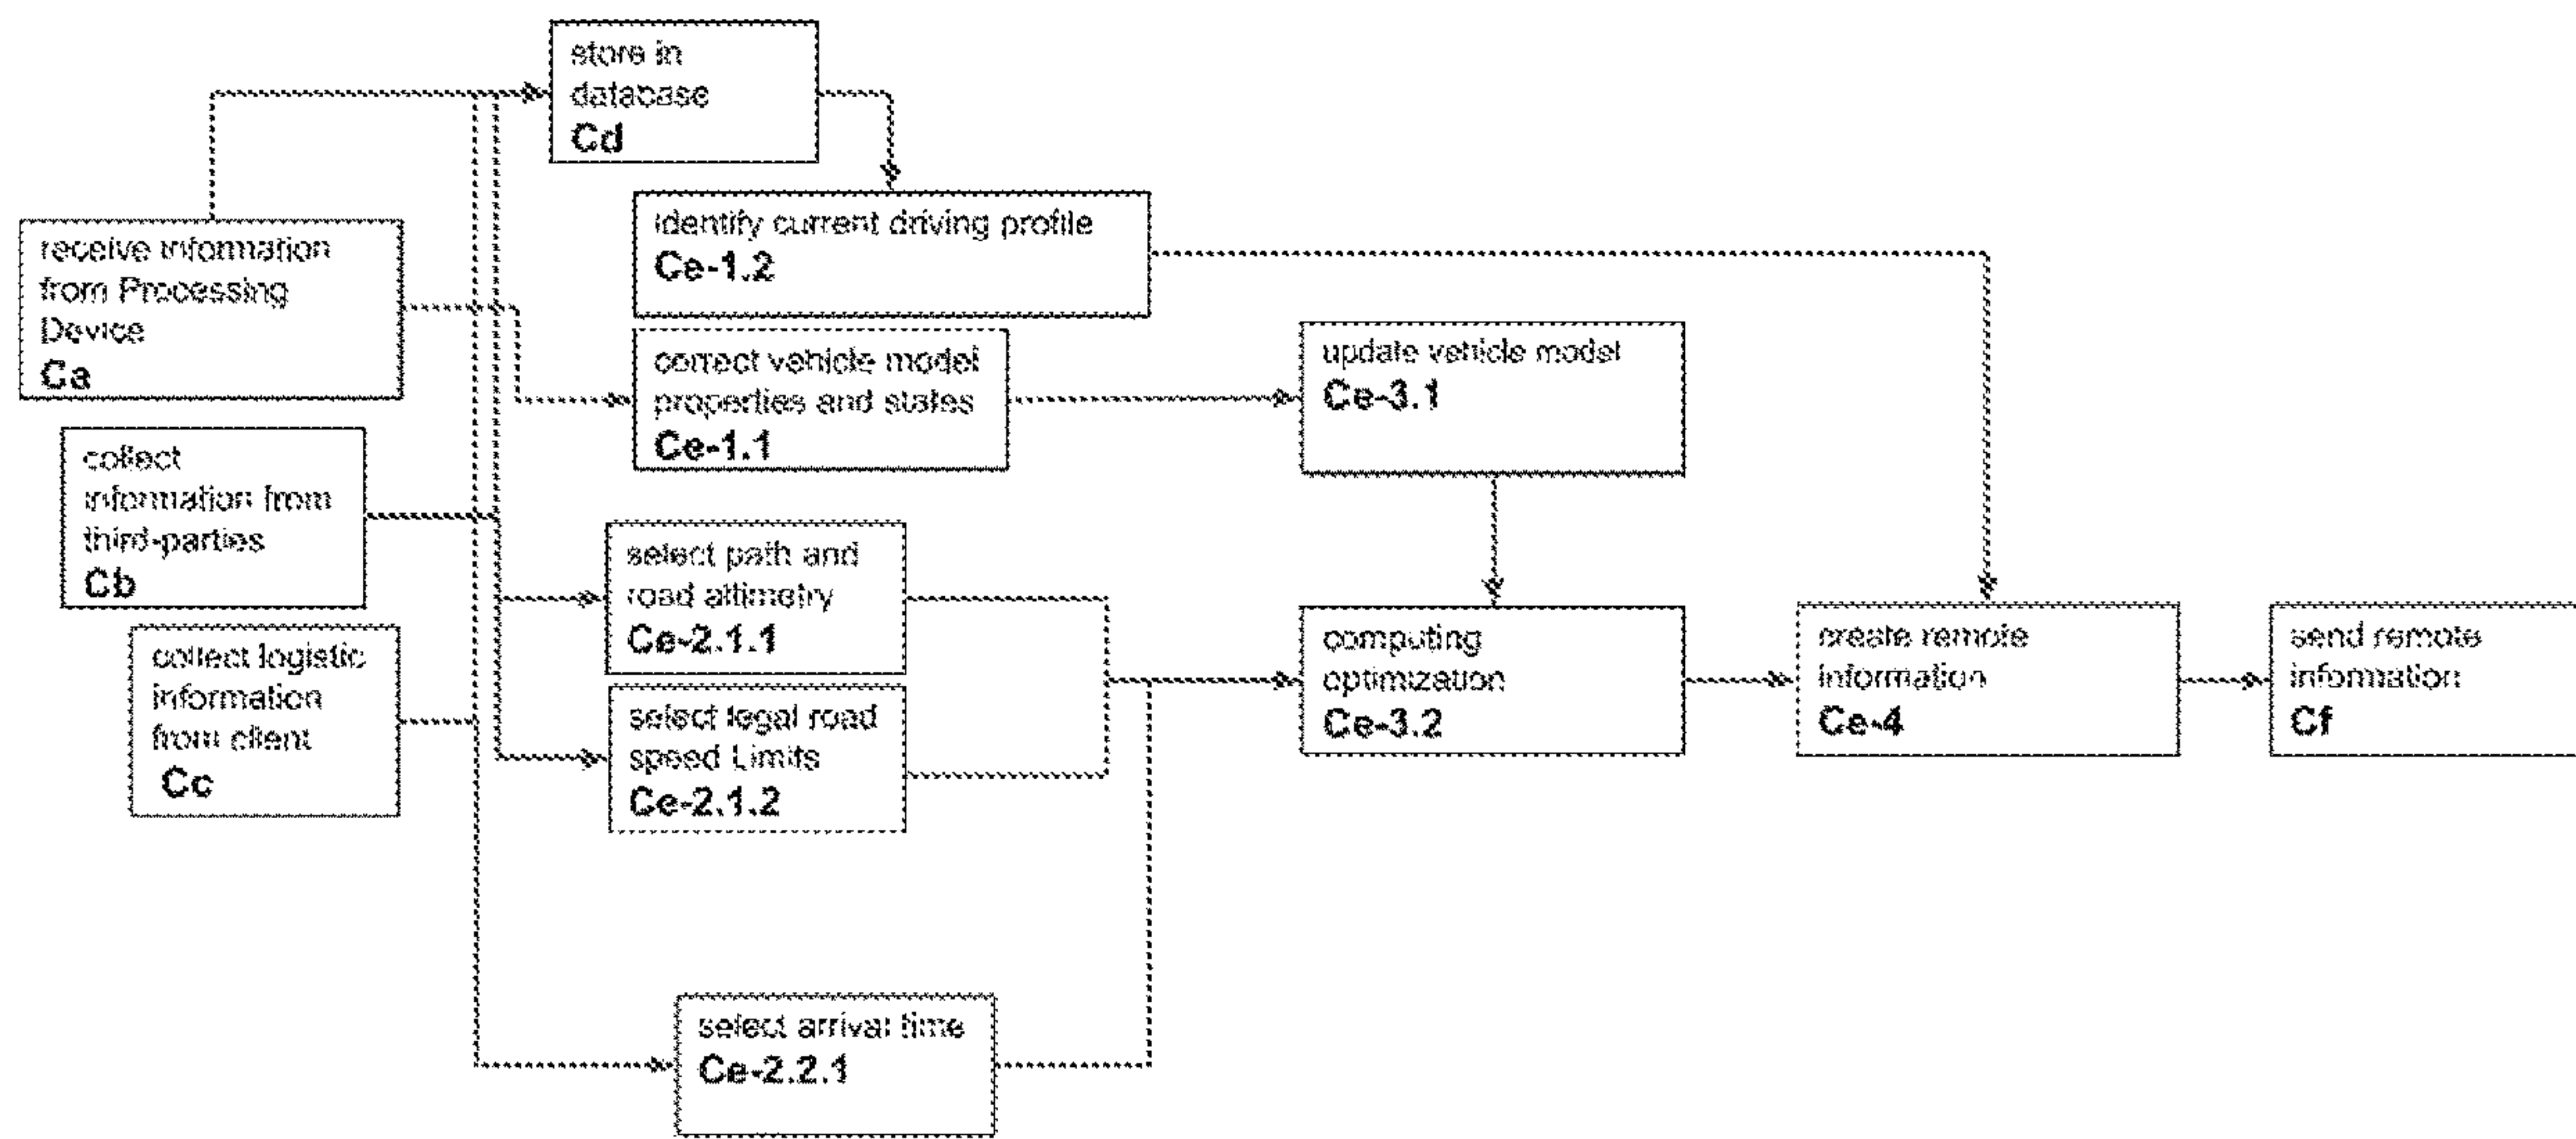 store in
database
Cd
identify current driving profile
Ce-1.2
receive information
from Processing
Device
Ca
correct vehicle model
properties and states
Ce-1.1
update vehicle model
Ce-3.1
collect
information from
third-parties
Cb
select path and
road altimetry
Ce-2.1.1
collect logistic
information
from client
Cc
select legal road
speed Limits
Ce-2.1.2
computing
optimization
Ce-3.2
create remote
information
Ce-4
send remote
information
Cf
select arrival time
Ce-2.2.1